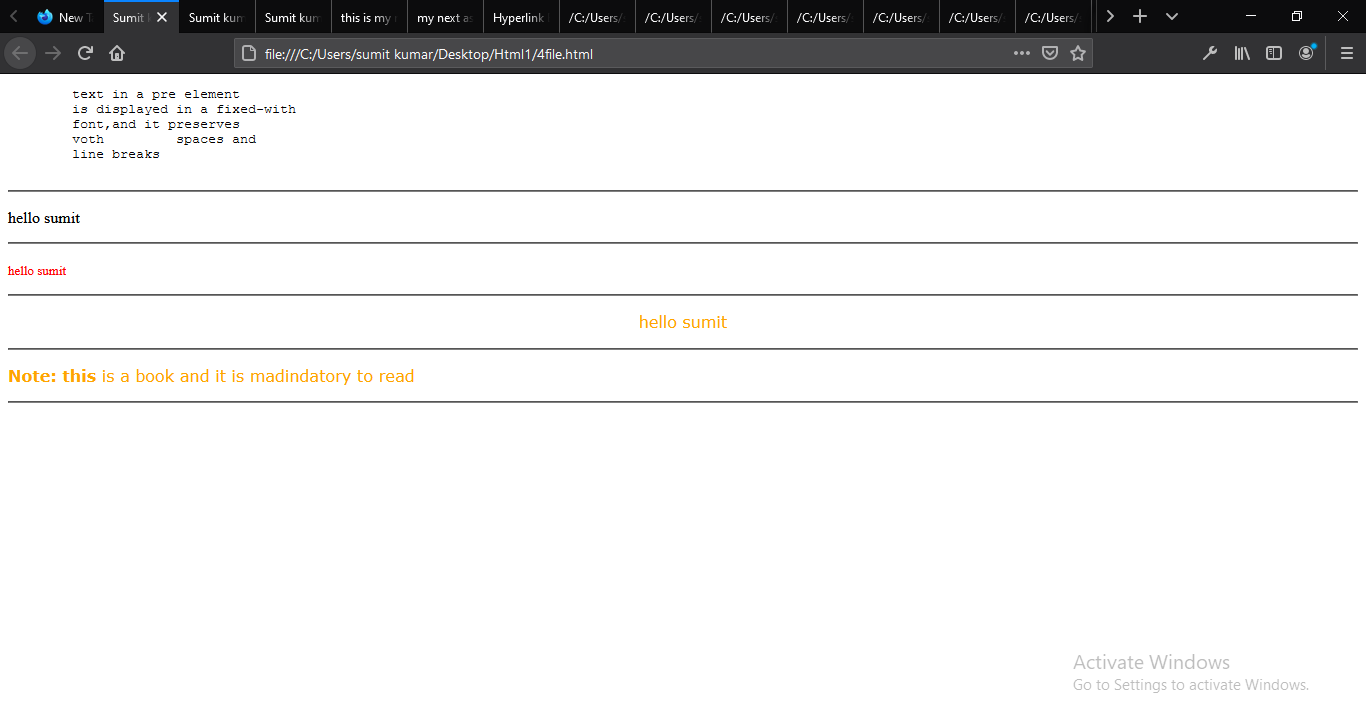 New T
Sumit
Sumit kum
Sumit kum
this is my
my next as
Hyperlink
/C:/Users/
/C:/Users/
/C:/Users/
/C:/Users/
/C:/Users/
/C:/Users/
/C:/Users/
file:///C:/Users/sumit kumar/Desktop/Html1/4file.html
text in a pre element
is displayed in a fixed-with
font,and it preserves
voth         spaces and
line breaks
hello sumit
hello sumit
hello sumit
Note: this is a book and it is madindatory to read
Activate Windows
Go to Settings to activate Windows.